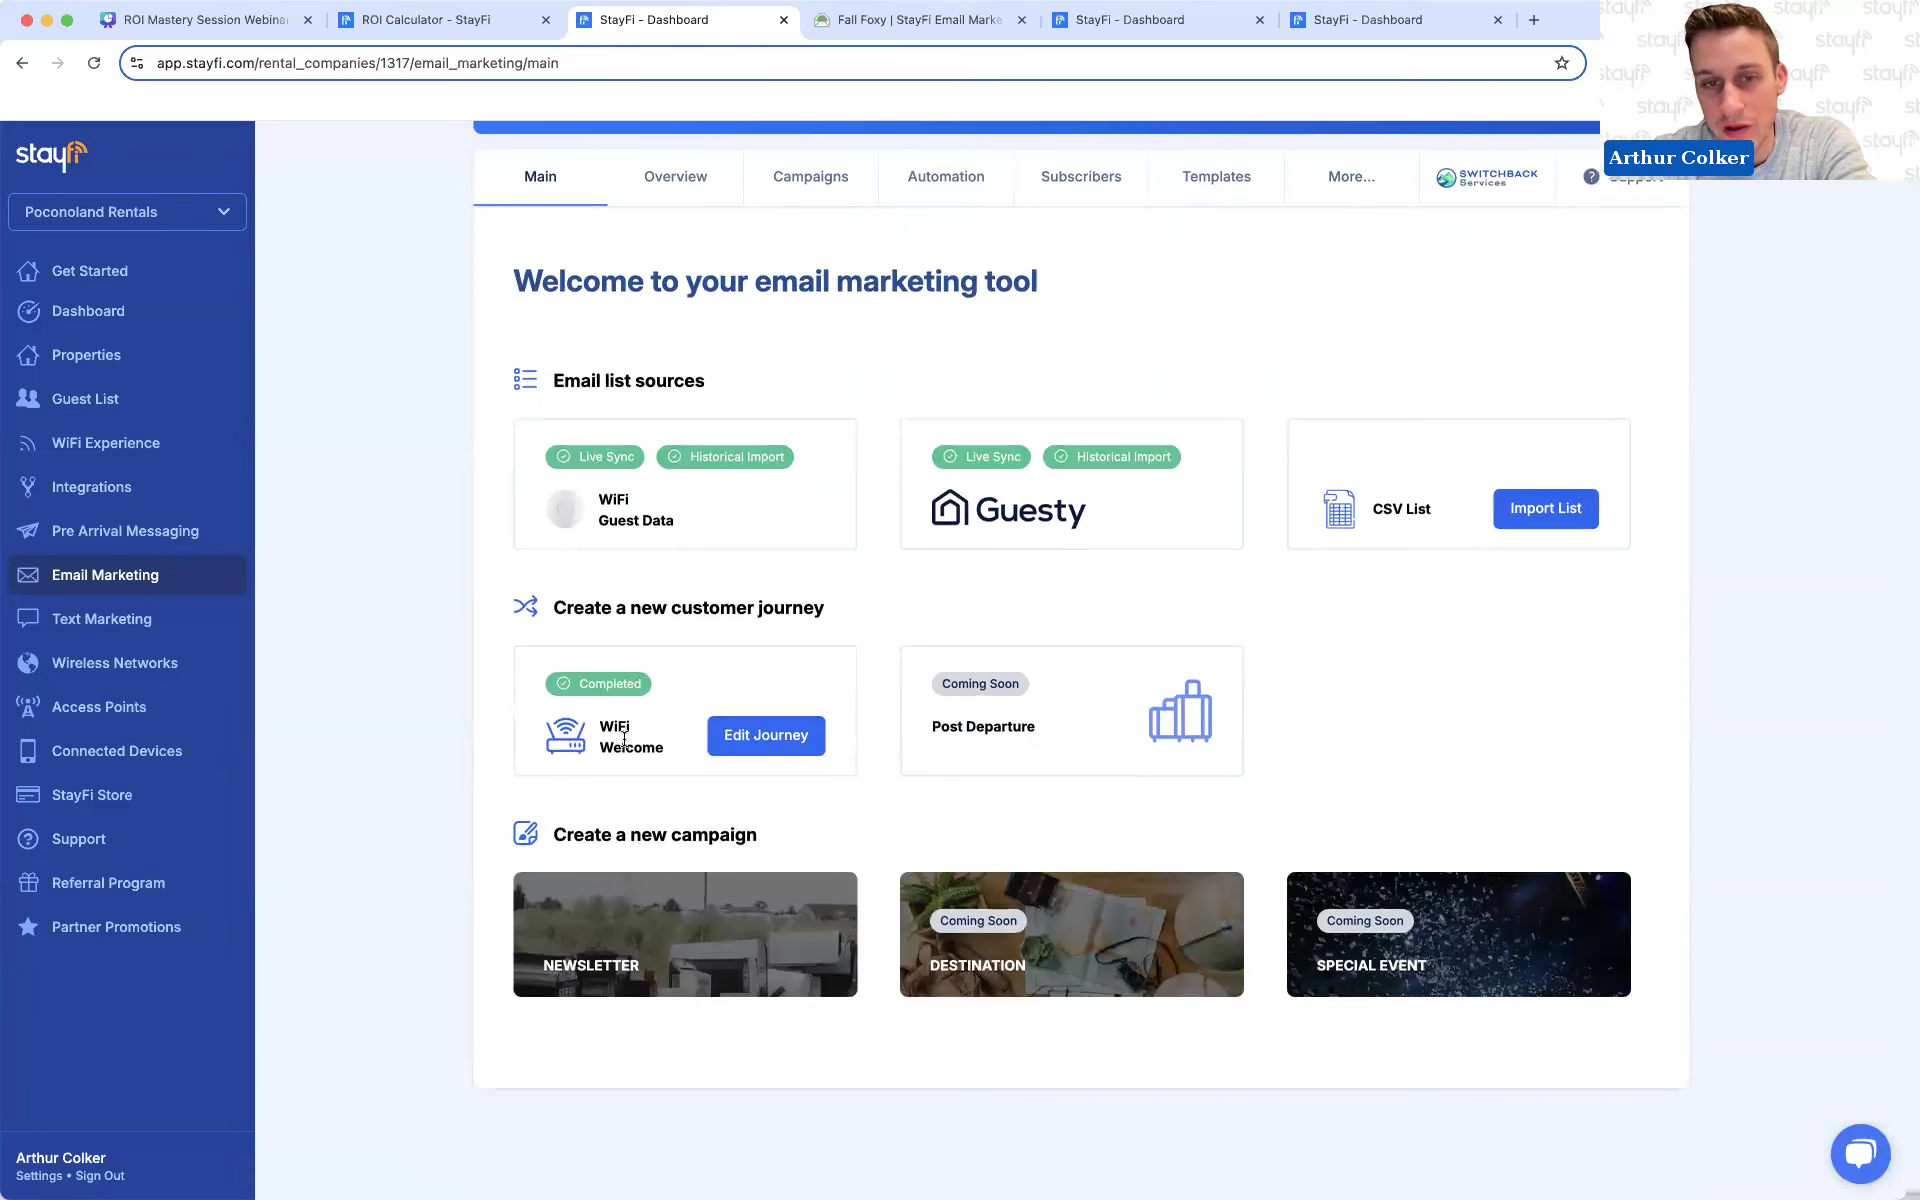 ROI Mastery Session Webina
ROI Calculator - StayFi
StayFi - Dashboard
Fall Foxy | StayFi Email Marke
StayFi - Dashboard
StayFi - Dashboard
app.stayfi.com/rental_companies/1317/email_marketing/main
Arthur Colker
stayfi
Poconoland Rentals
Get Started
Dashboard
Properties
Guest List
WiFi Experience
Integrations
Pre Arrival Messaging
Email Marketing
Text Marketing
Wireless Networks
Access Points
Connected Devices
StayFi Store
Support
Referral Program
Partner Promotions
Arthur Colker
Settings • Sign Out
Main
Overview
Campaigns
Automation
Subscribers
Templates
More...
SWITCHBACK
Services
Support
Welcome to your email marketing tool
Email list sources
Live Sync
Historical Import
WiFi
Guest Data
Live Sync
Historical Import
Guesty
CSV List
Import List
Create a new customer journey
Completed
WiFi
Welcome
Edit Journey
Coming Soon
Post Departure
Create a new campaign
NEWSLETTER
Coming Soon
DESTINATION
Coming Soon
SPECIAL EVENT